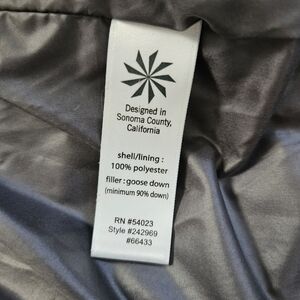 Designed in
Sonoma County,
California
shell/lining :
100% polyester
filler : goose down
(minimum 90% down)
RN #54023
Style #242969
#66433